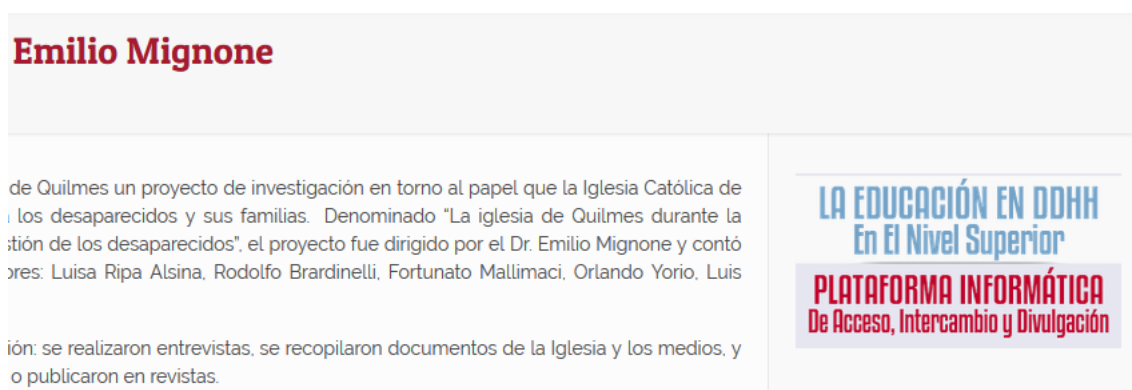 Emilio Mignone
de Quilmes un proyecto de investigación en torno al papel que la Iglesia Católica de
los desaparecidos y sus familias. Denominado “La iglesia de Quilmes durante la
stión de los desaparecidos”, el proyecto fue dirigido por el Dr. Emilio Mignone y contó
ores: Luisa Ripa Alsina, Rodolfo Brardinelli, Fortunato Mallimaci, Orlando Yorio, Luis
ión: se realizaron entrevistas, se recopilaron documentos de la Iglesia y los medios, y
o publicaron en revistas.
LA EDUCACIÓN EN DDHH
En El Nivel Superior
PLATAFORMA INFORMÁTICA
De Acceso, Intercambio y Divulgación